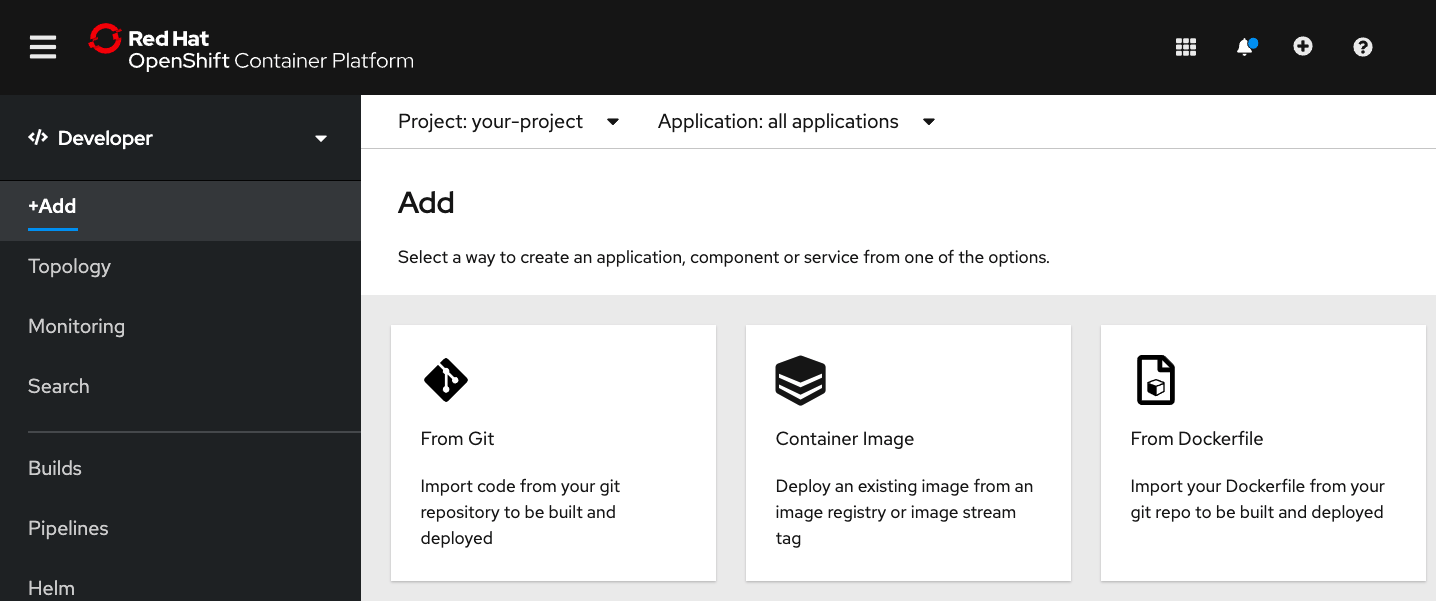 Red Hat
OpenShift Container Platform
Developer
+Add
Topology
Monitoring
Search
Builds
Pipelines
Helm
Project: your-project
Application: all applications
Add
Select a way to create an application, component or service from one of the options.
From Git
Import code from your git
repository to be built and
deployed
Container Image
Deploy an existing image from an
image registry or image stream
tag
From Dockerfile
Import your Dockerfile from your
git repo to be built and deployed